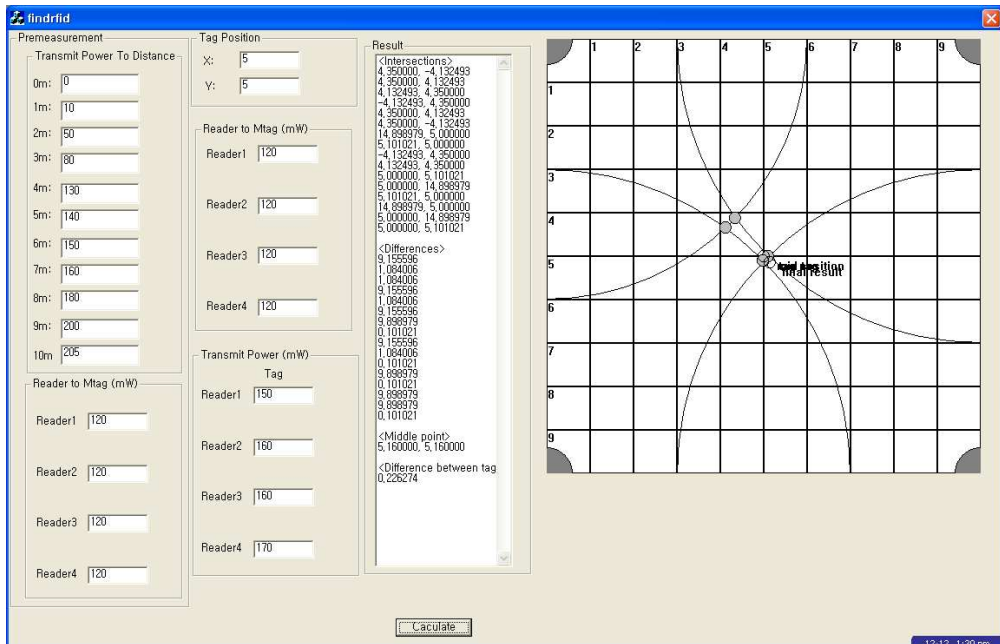 findrfid
Premeasurement
Transmit Power To Distance
0m: 0
1m: 10
2m: 50
3m: 80
4m: 130
5m: 140
6m: 150
7m: 160
8m: 180
9m: 200
10m 205
Reader to Mtag (mW)
Reader1 120
Reader2 120
Reader3 120
Reader4 120
Tag Position
X: 5
Y: 5
Reader to Mtag (mW)
Reader1 120
Reader2 120
Reader3 120
Reader4 120
Transmit Power (mW)
Tag
Reader1 150
Reader2 160
Reader3 160
Reader4 170
Result
<Intersections>
4,350000, -4,132493
4,350000, 4,132493
4,132493, 4,350000
-4,132493, 4,350000
4,350000, 4,132493
4,350000, -4,132493
14,898979, 5,000000
5,101021, 5,000000
-4,132493, 4,350000
4,132493, 4,350000
5,000000, 5,101021
5,000000, 14,898979
5,101021, 5,000000
14,898979, 5,000000
5,000000, 14,898979
5,000000, 5,101021
<Differences>
9,155596
1,084006
1,084006
9,155596
1,084006
9,155596
9,898979
0,101021
9,155596
1,084006
0,101021
9,898979
0,101021
9,898979
9,898979
0,101021
<Middle point>
5,160000, 5,160000
<Difference between tag
0,226274
Caculate
1 2 3 4 5 6 7 8 9
1
2
3
4
5
6
7
8
9
position
final result
12-12 1:39 pm